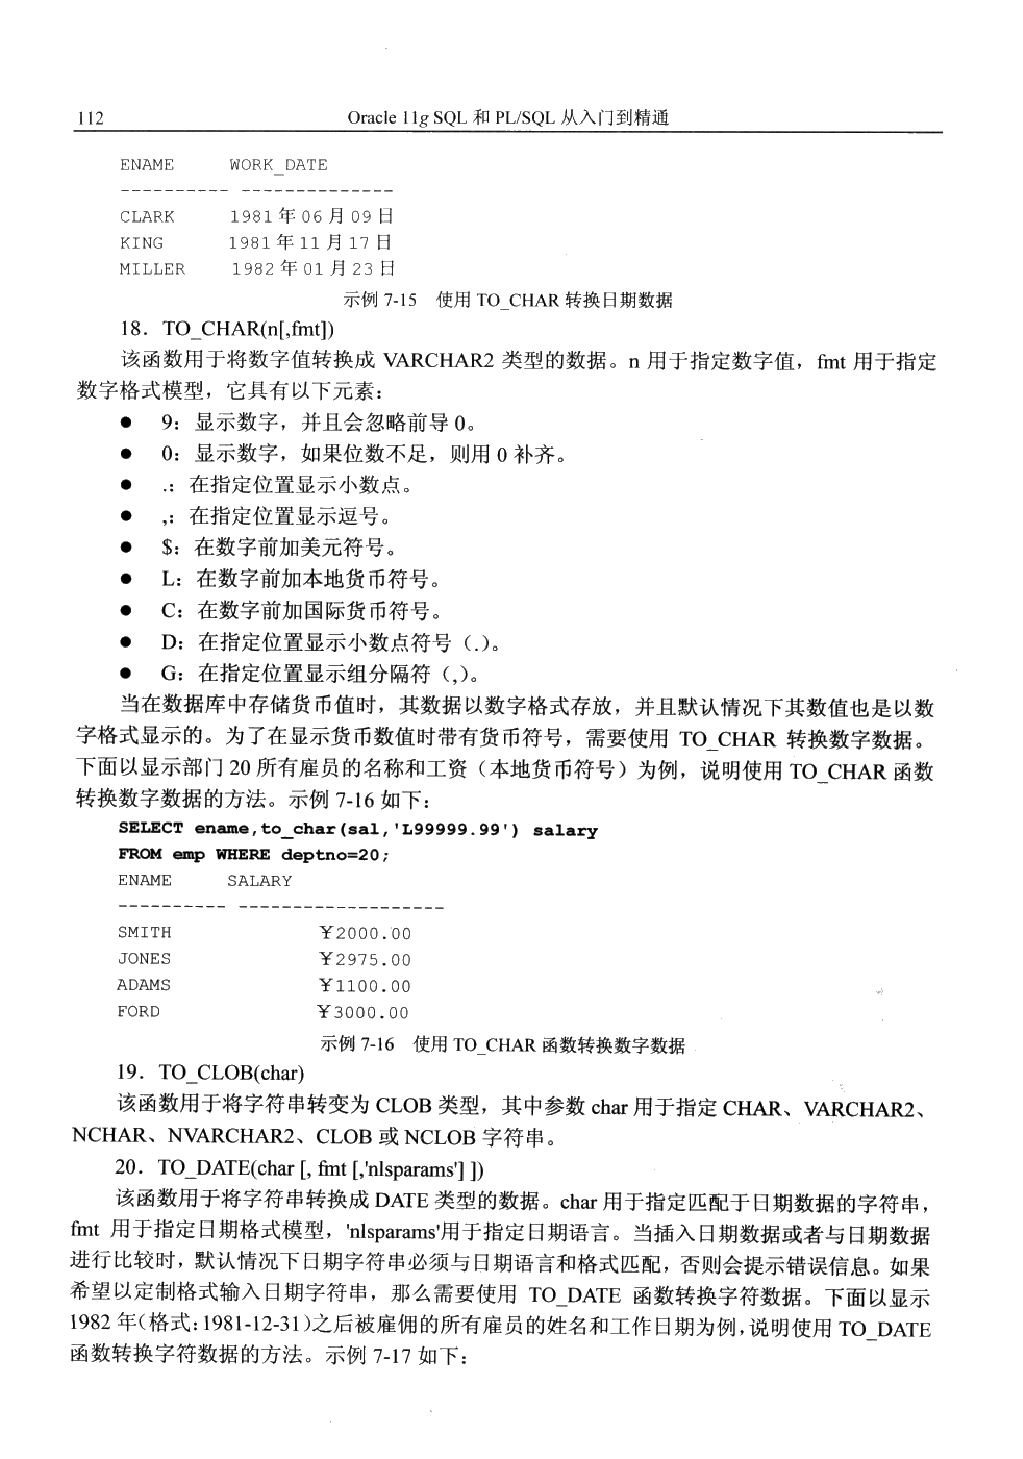 112 Oracle 11g SQL 和 PL/SQL 从入门到精通
ENAME WORK_DATE
---------- --------------
CLARK 1981年06月09日
KING 1981年11月17日
MILLER 1982年01月23日
示例 7-15 使用 TO_CHAR 转换日期数据
18．TO_CHAR(n[,fmt])
该函数用于将数字值转换成 VARCHAR2 类型的数据。n 用于指定数字值，fmt 用于指定
数字格式模型，它具有以下元素：
● 9：显示数字，并且会忽略前导 0。
● 0：显示数字，如果位数不足，则用 0 补齐。
● .：在指定位置显示小数点。
● ,：在指定位置显示逗号。
● $：在数字前加美元符号。
● L：在数字前加本地货币符号。
● C：在数字前加国际货币符号。
● D：在指定位置显示小数点符号（.）。
● G：在指定位置显示组分隔符（,）。
当在数据库中存储货币值时，其数据以数字格式存放，并且默认情况下其数值也是以数
字格式显示的。为了在显示货币数值时带有货币符号，需要使用 TO_CHAR 转换数字数据。
下面以显示部门 20 所有雇员的名称和工资（本地货币符号）为例，说明使用 TO_CHAR 函数
转换数字数据的方法。示例 7-16 如下：
SELECT ename,to_char(sal,'L99999.99') salary
FROM emp WHERE deptno=20;
ENAME SALARY
---------- -------------------
SMITH ￥2000.00
JONES ￥2975.00
ADAMS ￥1100.00
FORD ￥3000.00
示例 7-16 使用 TO_CHAR 函数转换数字数据
19．TO_CLOB(char)
该函数用于将字符串转变为 CLOB 类型，其中参数 char 用于指定 CHAR、VARCHAR2、
NCHAR、NVARCHAR2、CLOB 或 NCLOB 字符串。
20．TO_DATE(char [, fmt [,'nlsparams'] ])
该函数用于将字符串转换成 DATE 类型的数据。char 用于指定匹配于日期数据的字符串，
fmt 用于指定日期格式模型，'nlsparams'用于指定日期语言。当插入日期数据或者与日期数据
进行比较时，默认情况下日期字符串必须与日期语言和格式匹配，否则会提示错误信息。如果
希望以定制格式输入日期字符串，那么需要使用 TO_DATE 函数转换字符数据。下面以显示
1982 年（格式：1981-12-31）之后被雇佣的所有雇员的姓名和工作日期为例，说明使用 TO_DATE
函数转换字符数据的方法。示例 7-17 如下：